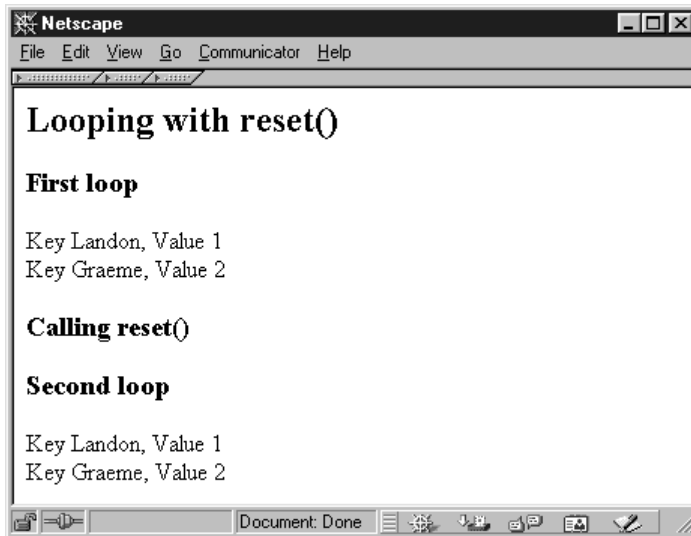 Netscape
File Edit View Go Communicator Help
Looping with reset()
First loop
Key Landon, Value 1
Key Graeme, Value 2
Calling reset()
Second loop
Key Landon, Value 1
Key Graeme, Value 2
Document: Done